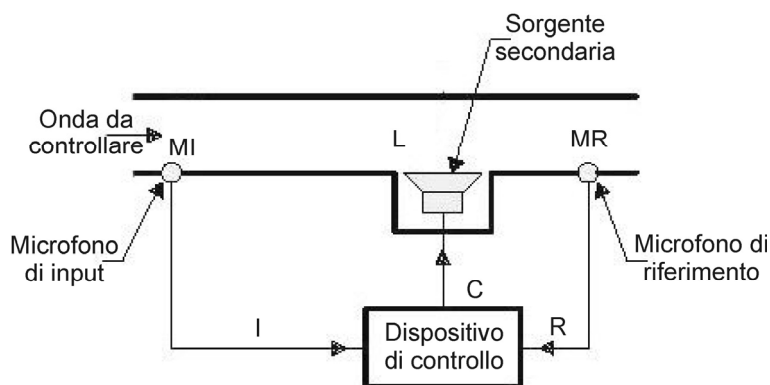 Sorgente
secondaria
Onda da
controllare
MI
L
MR
Microfono
di input
Microfono di
riferimento
C
I
R
Dispositivo
di controllo